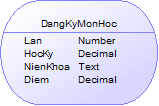 DangKyMonHoc
Lan Number
HocKy Decimal
NienKhoa Text
Diem Decimal